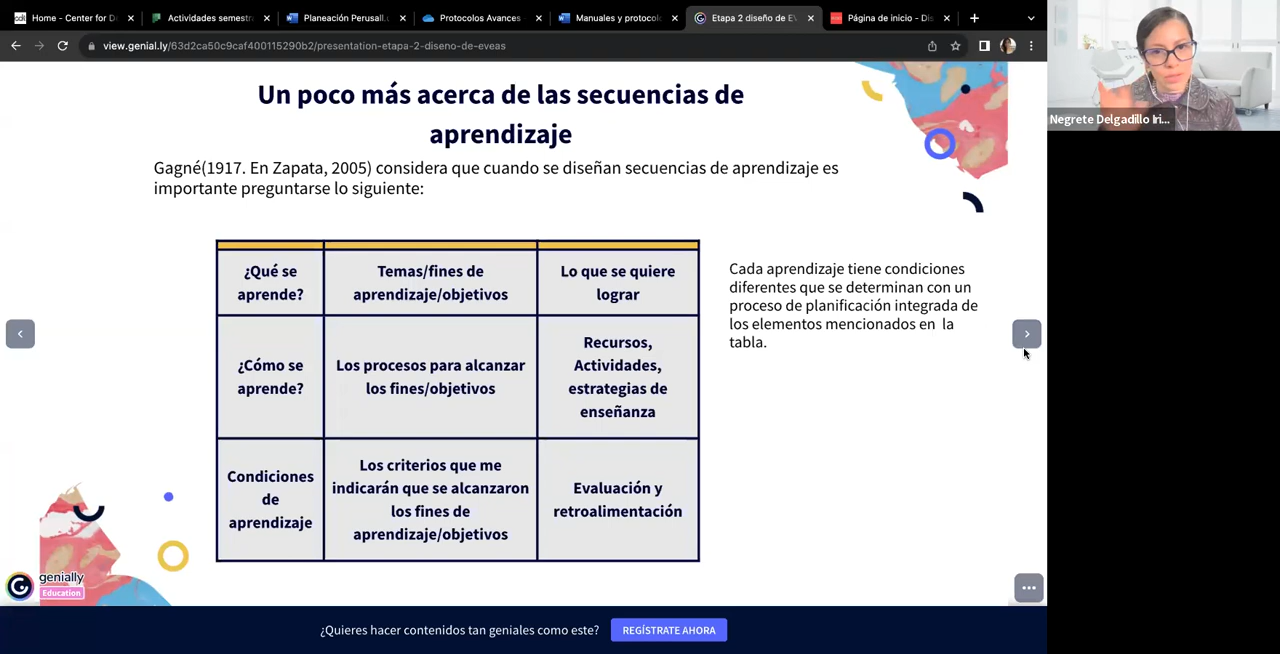 Home - Center for Do
Actividades semestra
Planeación Perusall.d
Protocolos Avances -
Manuales y protocolo
Etapa 2 diseño de EV
Página de inicio - Dis
view.genial.ly/63d2ca50c9caf400115290b2/presentation-etapa-2-diseno-de-eveas
Negrete Delgadillo Iri...
Un poco más acerca de las secuencias de
aprendizaje
Gagné(1917. En Zapata, 2005) considera que cuando se diseñan secuencias de aprendizaje es
importante preguntarse lo siguiente:
¿Qué se
aprende?
Temas/fines de
aprendizaje/objetivos
Lo que se quiere
lograr
¿Cómo se
aprende?
Los procesos para alcanzar
los fines/objetivos
Recursos,
Actividades,
estrategias de
enseñanza
Condiciones
de
aprendizaje
Los criterios que me
indicarán que se alcanzaron
los fines de
aprendizaje/objetivos
Evaluación y
retroalimentación
Cada aprendizaje tiene condiciones
diferentes que se determinan con un
proceso de planificación integrada de
los elementos mencionados en la
tabla.
genially
Education
¿Quieres hacer contenidos tan geniales como este?
REGÍSTRATE AHORA